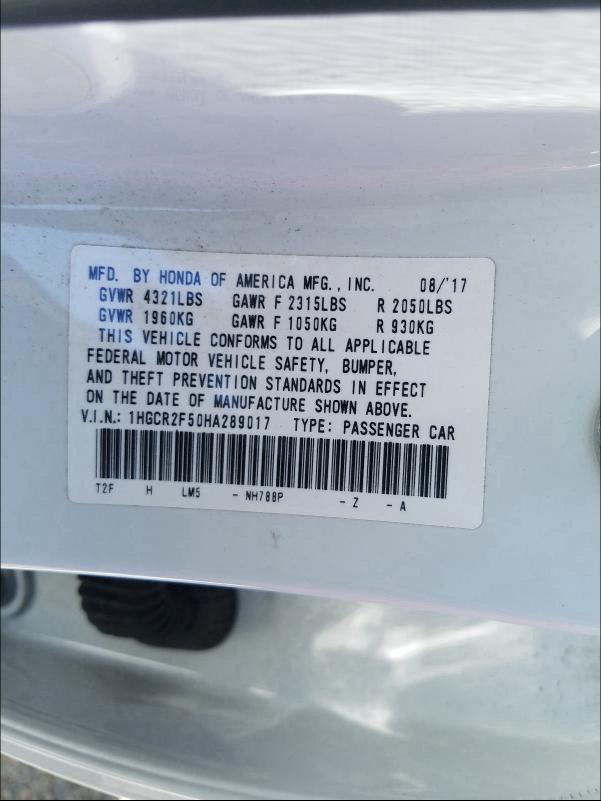 MFD. BY HONDA OF AMERICA MFG., INC. 08/'17
GVWR 4321LBS GAWR F 2315LBS R 2050LBS
GVWR 1960KG GAWR F 1050KG R 930KG
THIS VEHICLE CONFORMS TO ALL APPLICABLE
FEDERAL MOTOR VEHICLE SAFETY, BUMPER,
AND THEFT PREVENTION STANDARDS IN EFFECT
ON THE DATE OF MANUFACTURE SHOWN ABOVE.
V.I.N.: 1HGCR2F50HA289017 TYPE: PASSENGER CAR
T2F H LM5 - NH788P - Z - A